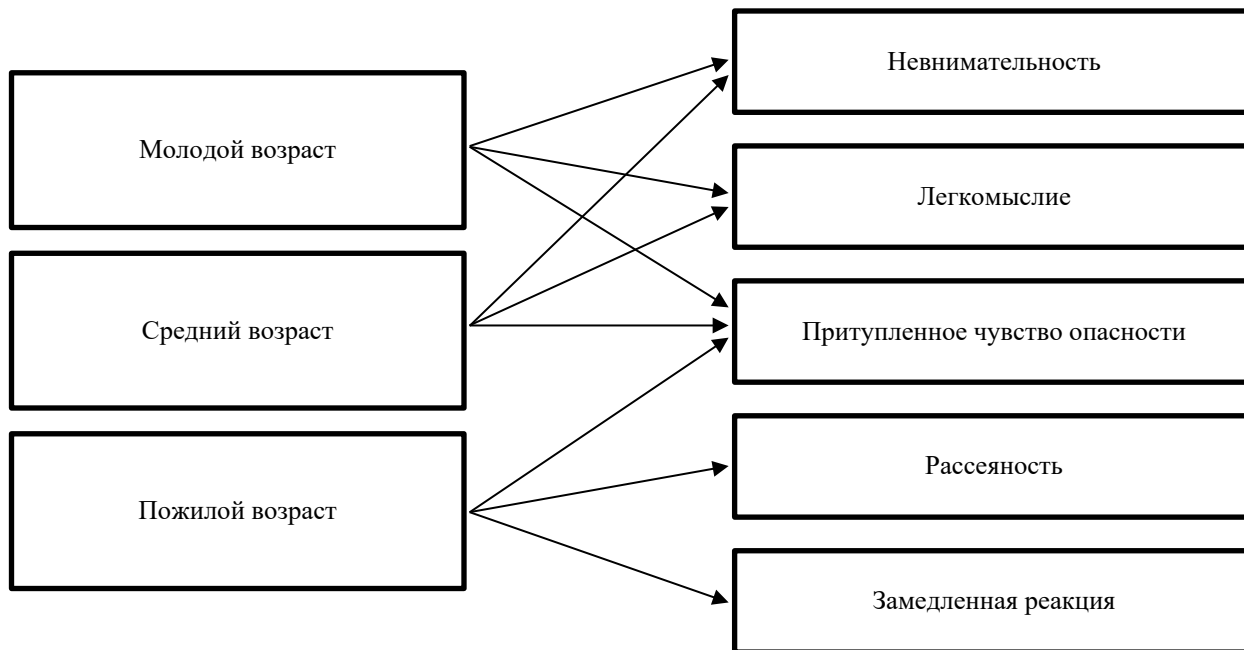 Молодой возраст
Средний возраст
Пожилой возраст
Невнимательность
Легкомыслие
Притупленное чувство опасности
Рассеяность
Замедленная реакция